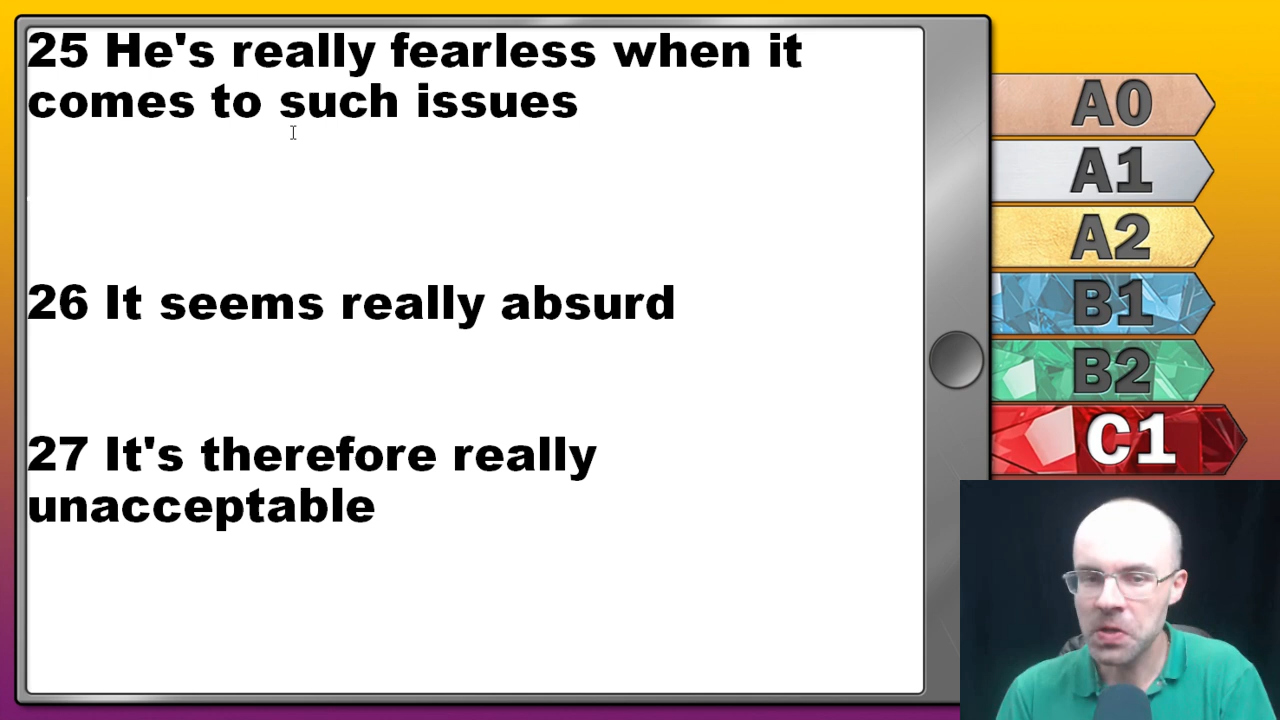 25 He's really fearless when it
comes to such issues
26 It seems really absurd
27 It's therefore really
unacceptable
A0
A1
A2
B1
B2
C1